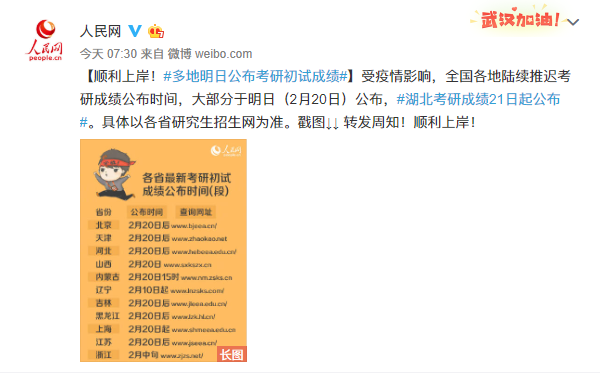 人民网
武汉加油!
人民网
people.cn
今天 07:30 来自 微博 weibo.com
【顺利上岸！#多地明日公布考研初试成绩#】受疫情影响，全国各地陆续推迟考
研成绩公布时间，大部分于明日（2月20日）公布，#湖北考研成绩21日起公布
#。具体以各省研究生招生网为准。戳图↓↓ 转发周知！顺利上岸！
人民网
各省最新考研初试
成绩公布时间(段)
省份 公布时间 查询网址
北京 2月20日后 www.bjeea.cn/
天津 2月20日后 www.zhaokao.net
河北 2月20日后 www.hebeea.edu.cn/
山西 2月20日 www.sxkszx.cn
内蒙古 2月20日15时 www.nm.zsks.cn
辽宁 2月10日起 www.lnzsks.com/
吉林 2月20日后 www.jleea.edu.cn/
黑龙江 2月20日后 www.lzk.hl.cn/
上海 2月20日起 www.shmeea.edu.cn
江苏 2月20日后 www.jseea.cn/
浙江 2月中旬 www.zjzs.net/
长图